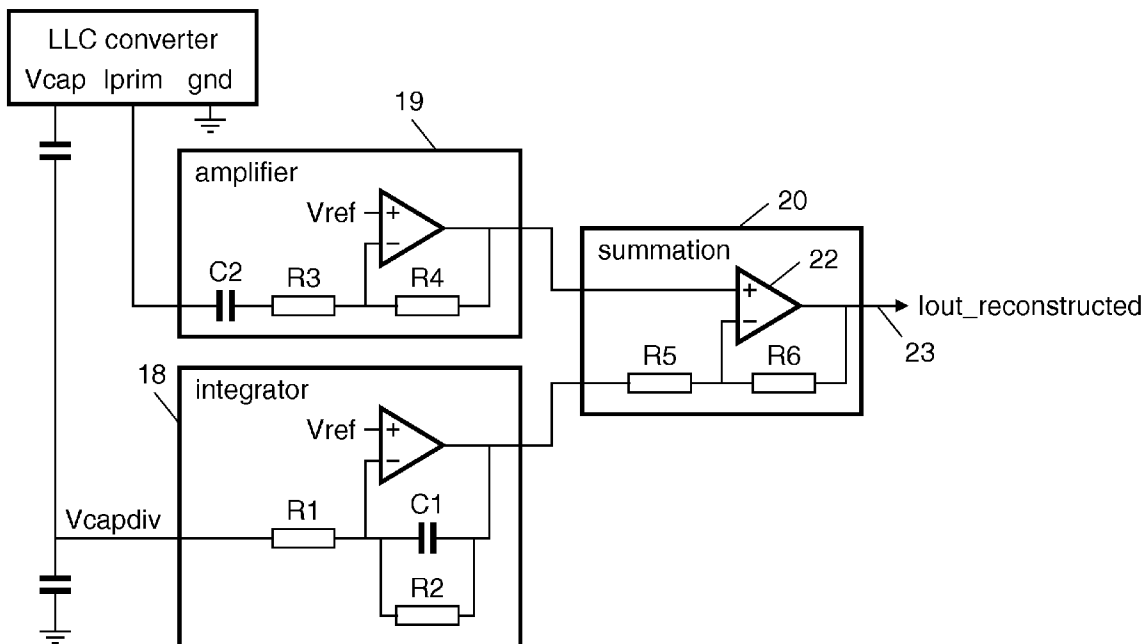 LLC converter
Vcap Iprim gnd
19
amplifier
Vref
+
−
C2 R3 R4
20
summation
22
+
−
R5 R6
Iout_reconstructed
23
18
integrator
Vref
+
−
Vcapdiv
R1 C1
R2